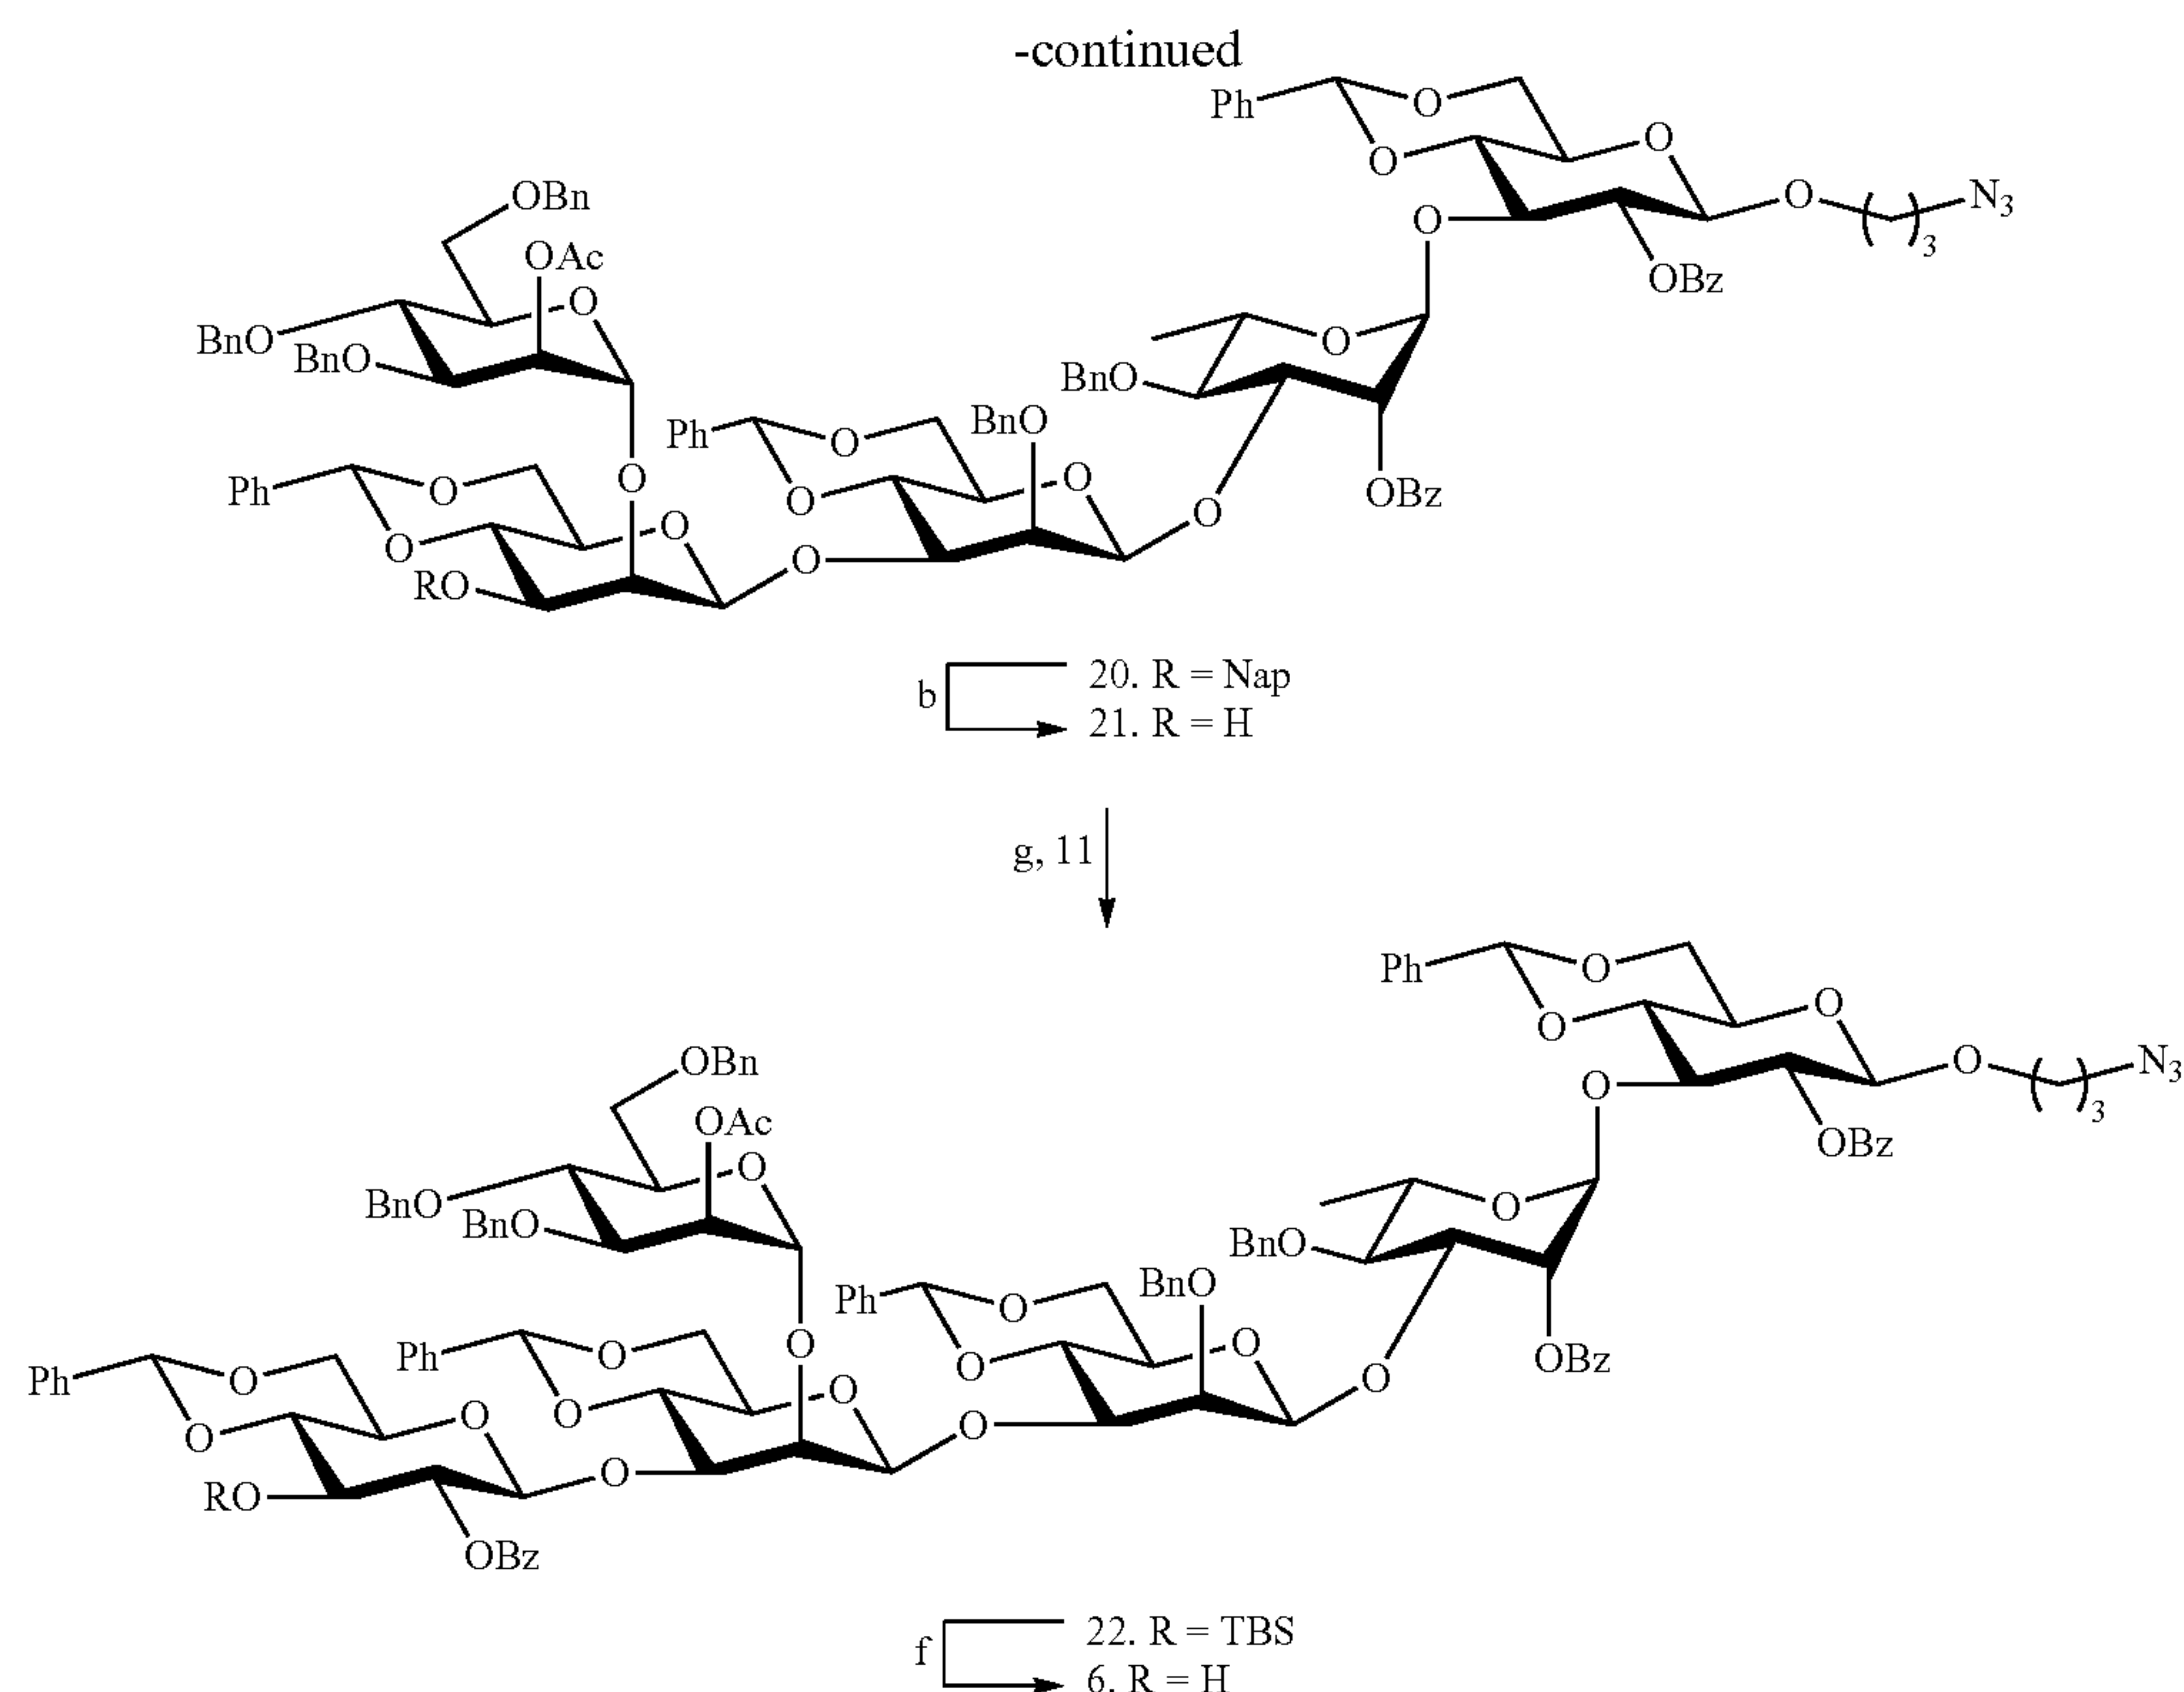 -continued
Ph
O
O
O
O
N3
( )3
O
OBz
OBn
OAc
O
BnO
BnO
O
BnO
OBz
O
Ph
O
BnO
O
O
O
Ph
O
O
O
O
RO
O
b
20. R = Nap
21. R = H
g, 11
Ph
O
O
O
O
N3
( )3
O
OBz
OBn
OAc
O
BnO
BnO
O
BnO
OBz
O
Ph
O
BnO
O
O
O
Ph
O
O
O
O
O
Ph
O
O
O
O
RO
OBz
f
22. R = TBS
6. R = H